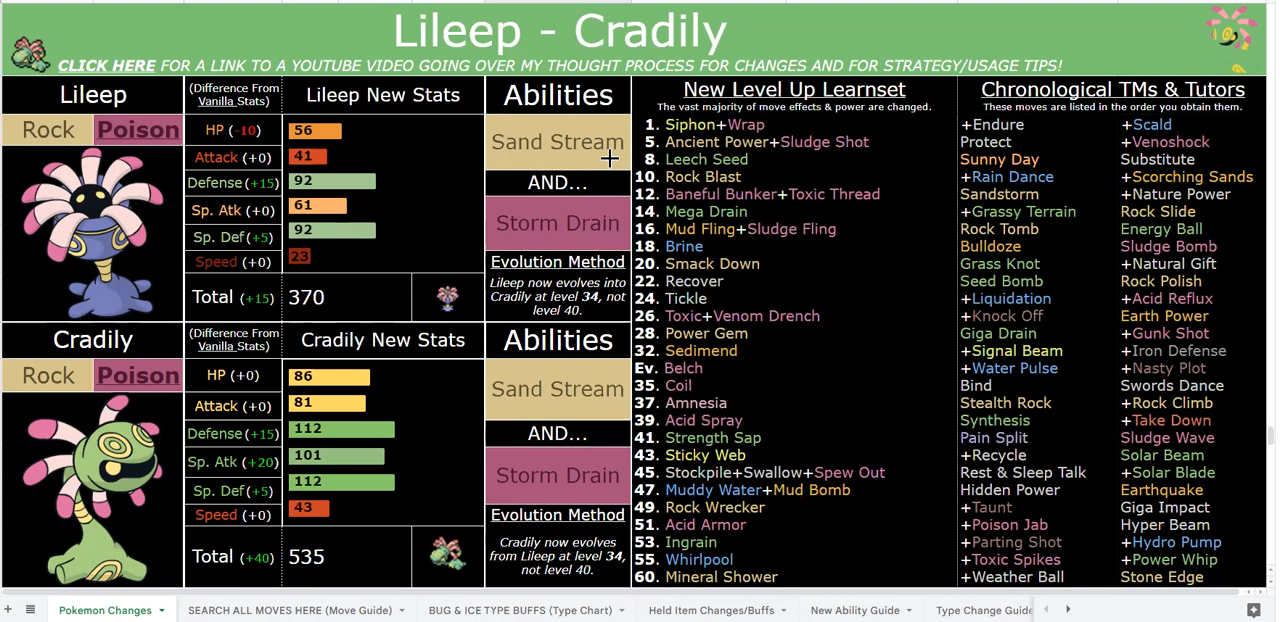 Lileep - Cradily
CLICK HERE FOR A LINK TO A YOUTUBE VIDEO GOING OVER MY THOUGHT PROCESS FOR CHANGES AND FOR STRATEGY/USAGE TIPS!
Lileep
Rock Poison
(Difference From
Vanilla Stats)
Lileep New Stats
HP (-10) 56
Attack (+0) 41
Defense (+15) 92
Sp. Atk (+0) 61
Sp. Def (+5) 92
Speed (+0) 23
Total (+15) 370
Abilities
Sand Stream
AND...
Storm Drain
Evolution Method
Lileep now evolves into
Cradily at level 34, not
level 40.
Cradily
Rock Poison
(Difference From
Vanilla Stats)
Cradily New Stats
HP (+0) 86
Attack (+0) 81
Defense (+15) 112
Sp. Atk (+20) 101
Sp. Def (+5) 112
Speed (+0) 43
Total (+40) 535
Abilities
Sand Stream
AND...
Storm Drain
Evolution Method
Cradily now evolves
from Lileep at level 34,
not level 40.
New Level Up Learnset
The vast majority of move effects & power are changed.
1. Siphon+Wrap
5. Ancient Power+Sludge Shot
8. Leech Seed
10. Rock Blast
12. Baneful Bunker+Toxic Thread
14. Mega Drain
16. Mud Fling+Sludge Fling
18. Brine
20. Smack Down
22. Recover
24. Tickle
26. Toxic+Venom Drench
28. Power Gem
32. Sedimend
Ev. Belch
35. Coil
37. Amnesia
39. Acid Spray
41. Strength Sap
43. Sticky Web
45. Stockpile+Swallow+Spew Out
47. Muddy Water+Mud Bomb
49. Rock Wrecker
51. Acid Armor
53. Ingrain
55. Whirlpool
60. Mineral Shower
Chronological TMs & Tutors
These moves are listed in the order you obtain them.
+Endure
Protect
Sunny Day
+Rain Dance
Sandstorm
+Grassy Terrain
Rock Tomb
Bulldoze
Grass Knot
Seed Bomb
+Liquidation
+Knock Off
Giga Drain
+Signal Beam
+Water Pulse
Bind
Stealth Rock
Synthesis
Pain Split
+Recycle
Rest & Sleep Talk
Hidden Power
+Taunt
+Poison Jab
+Parting Shot
+Toxic Spikes
+Weather Ball
+Scald
+Venoshock
Substitute
+Scorching Sands
+Nature Power
Rock Slide
Energy Ball
Sludge Bomb
+Natural Gift
Rock Polish
+Acid Reflux
Earth Power
+Gunk Shot
+Iron Defense
+Nasty Plot
Swords Dance
+Rock Climb
+Take Down
Sludge Wave
Solar Beam
+Solar Blade
Earthquake
Giga Impact
Hyper Beam
+Hydro Pump
+Power Whip
Stone Edge
+ Pokemon Changes SEARCH ALL MOVES HERE (Move Guide) BUG & ICE TYPE BUFFS (Type Chart) Held Item Changes/Buffs New Ability Guide Type Change Guide